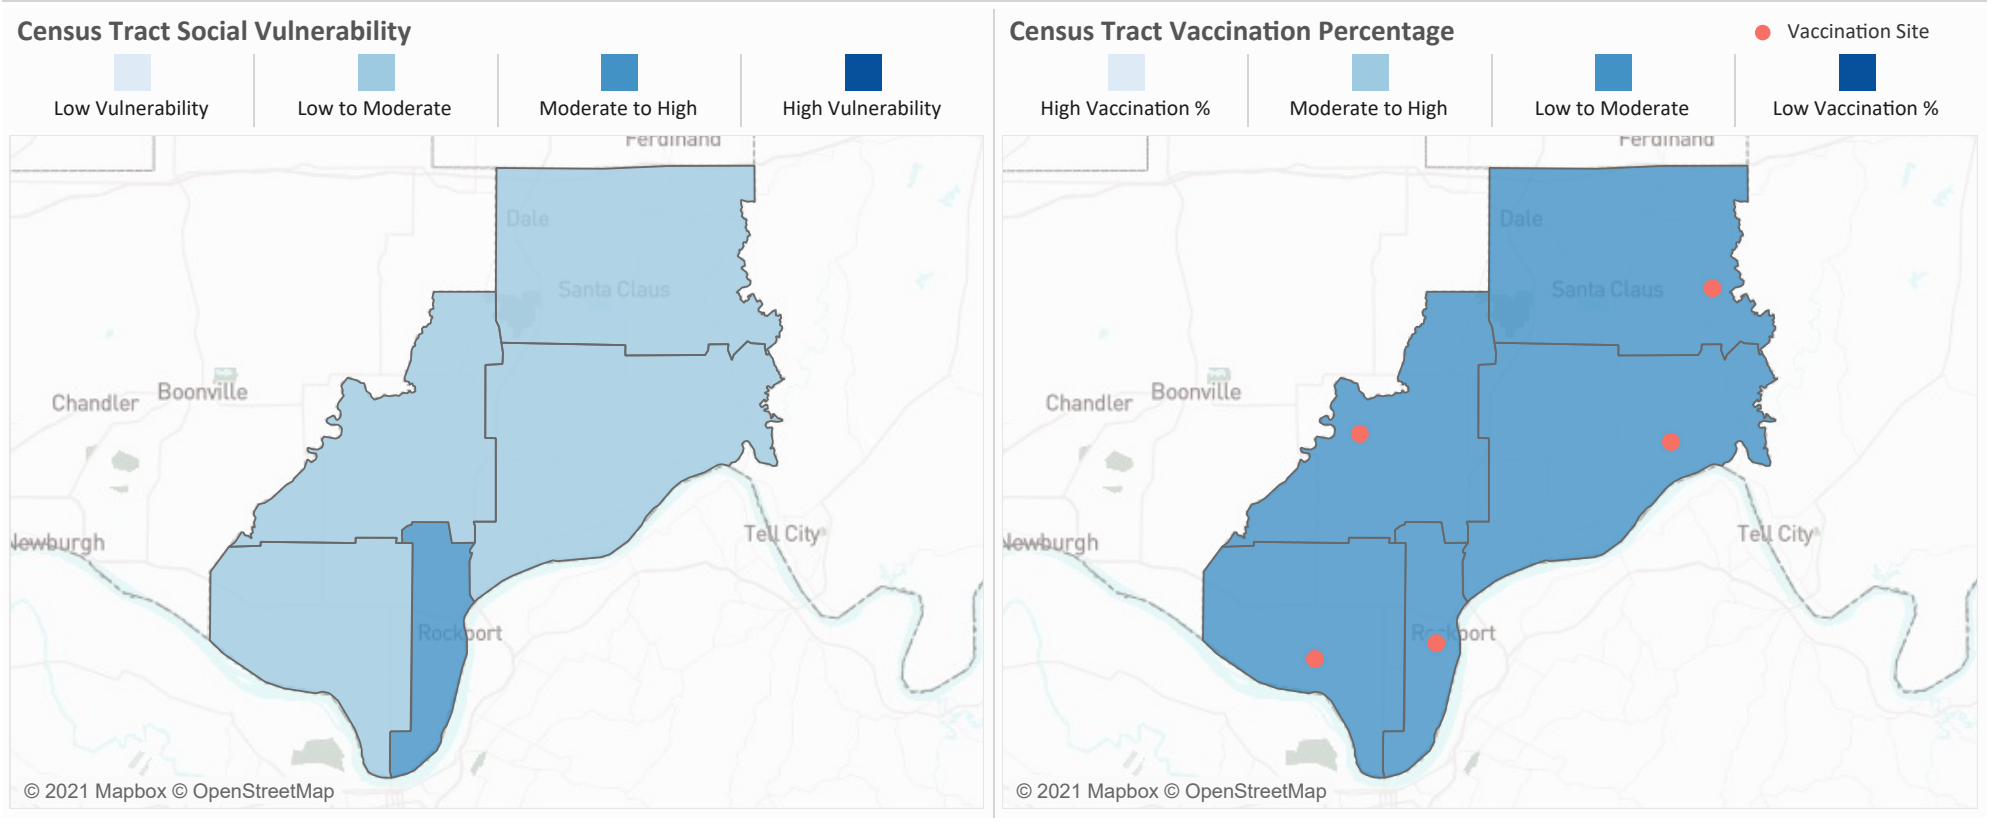 Census Tract Social Vulnerability
Low Vulnerability
Low to Moderate
Moderate to High
High Vulnerability
Ferdinand
Dale
Santa Claus
Boonville
Chandler
Newburgh
Tell City
Rockport
© 2021 Mapbox © OpenStreetMap
Census Tract Vaccination Percentage
Vaccination Site
High Vaccination %
Moderate to High
Low to Moderate
Low Vaccination %
Ferdinand
Dale
Santa Claus
Boonville
Chandler
Newburgh
Tell City
Rockport
© 2021 Mapbox © OpenStreetMap